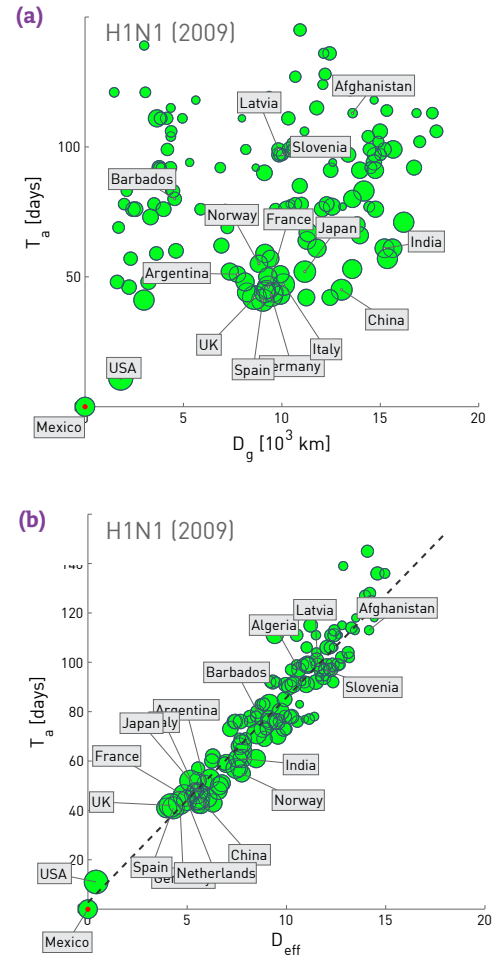 (a)
H1N1 (2009)
Afghanistan
Latvia
Slovenia
100
Barbados
Norway
France
Japan
India
Argentina
50
China
UK
Italy
Spain
USA
Mexico
0
5
10
15
20
T_a [days]
D_g [10^3 km]
(b)
H1N1 (2009)
120
Latvia
Afghanistan
Algeria
100
Slovenia
Barbados
80
Argentina
Japan
60
France
India
40
UK
Norway
China
20
Spain
Netherlands
USA
Mexico
0
5
10
15
20
T_a [days]
D_eff